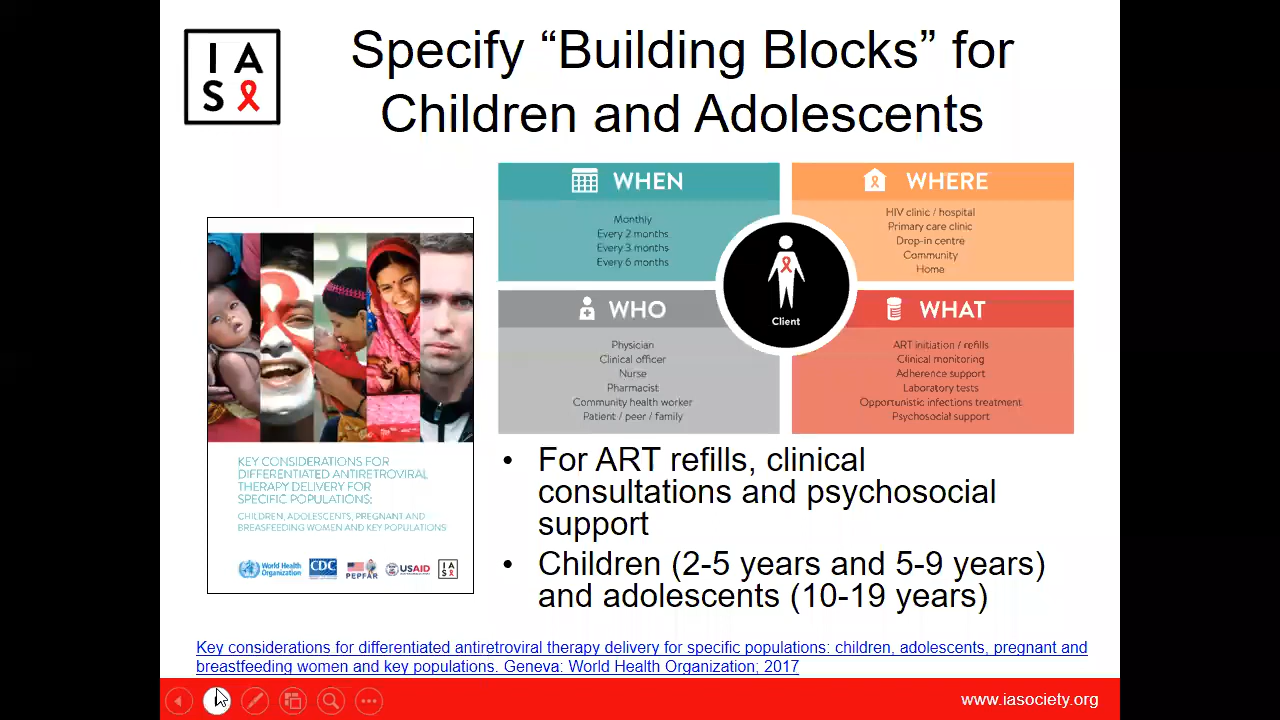 IAS
Specify “Building Blocks” for
Children and Adolescents
WHEN
Monthly
Every 2 months
Every 3 months
Every 6 months
WHERE
HIV clinic / hospital
Primary care clinic
Drop-in centre
Community
Home
WHO
Physician
Clinical officer
Nurse
Pharmacist
Community health worker
Patient / peer / family
WHAT
ART initiation / refills
Clinical monitoring
Adherence support
Laboratory tests
Opportunistic infections treatment
Psychosocial support
Client
KEY CONSIDERATIONS FOR
DIFFERENTIATED ANTIRETROVIRAL
THERAPY DELIVERY FOR
SPECIFIC POPULATIONS:
CHILDREN, ADOLESCENTS, PREGNANT AND
BREASTFEEDING WOMEN AND KEY POPULATIONS
World Health
Organization
CDC
PEPFAR
USAID
IAS
• For ART refills, clinical
consultations and psychosocial
support
• Children (2-5 years and 5-9 years)
and adolescents (10-19 years)
Key considerations for differentiated antiretroviral therapy delivery for specific populations: children, adolescents, pregnant and
breastfeeding women and key populations. Geneva: World Health Organization; 2017
www.iasociety.org